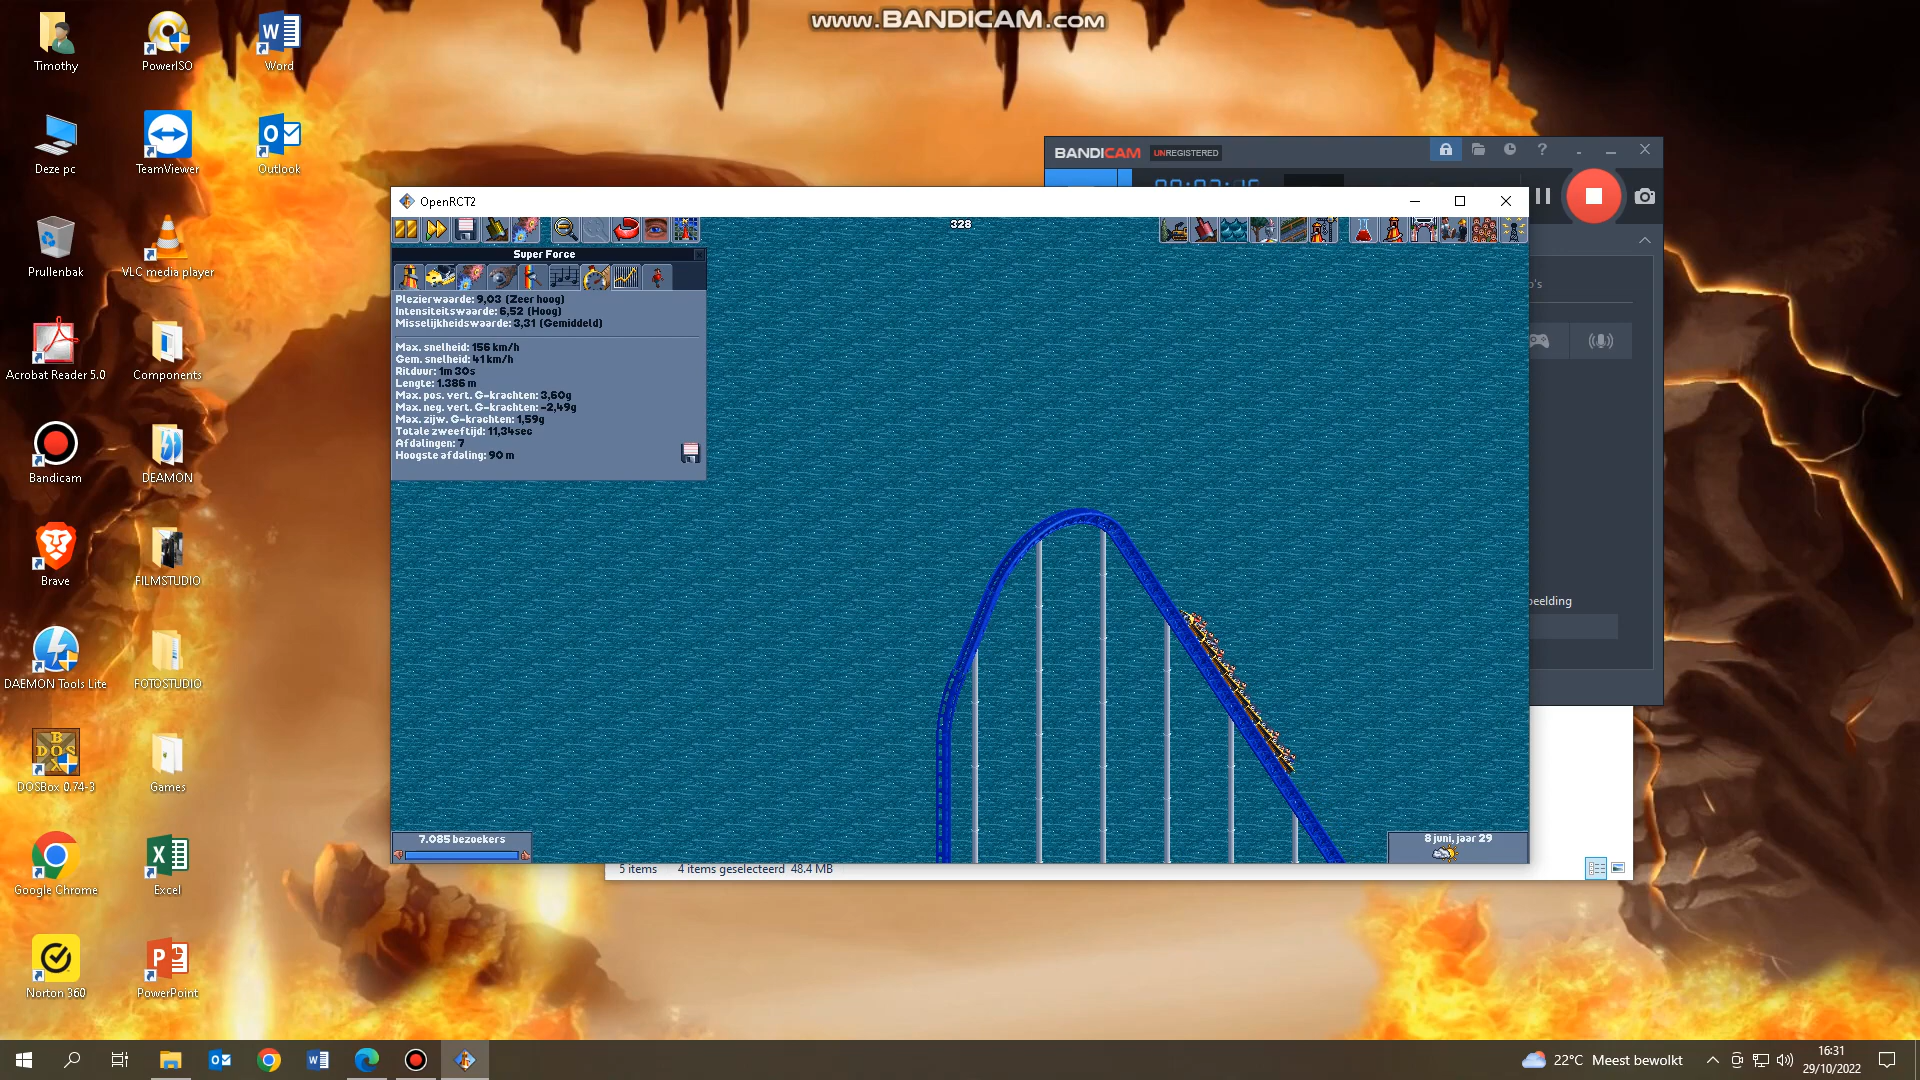 www.BANDICAM.com
Timothy
PowerISO
Word
Deze pc
TeamViewer
Outlook
Prullenbak
VLC media player
Acrobat Reader 5.0
Components
Bandicam
DEAMON
Brave
FILMSTUDIO
DAEMON Tools Lite
FOTOSTUDIO
DOSBox 0.74-3
Games
Google Chrome
Excel
Norton 360
PowerPoint
BANDICAM UNREGISTERED
OpenRCT2
328
Super Force
Plezierwaarde: 9,03 (Zeer hoog)
Intensiteitswaarde: 6,52 (Hoog)
Misselijkheidswaarde: 3,31 (Gemiddeld)
Max. snelheid: 156 km/h
Gem. snelheid: 41 km/h
Ritduur: 1m 30s
Lengte: 1.386 m
Max. pos. vert. G-krachten: 3,60g
Max. neg. vert. G-krachten: -2,49g
Max. zijw. G-krachten: 1,59g
Totale zweeftijd: 11,34sec
Afdalingen: 7
Hoogste afdaling: 90 m
beelding
7.085 bezoekers
8 juni, jaar 29
5 items 4 items geselecteerd 48.4 MB
22°C Meest bewolkt
16:31
29/10/2022